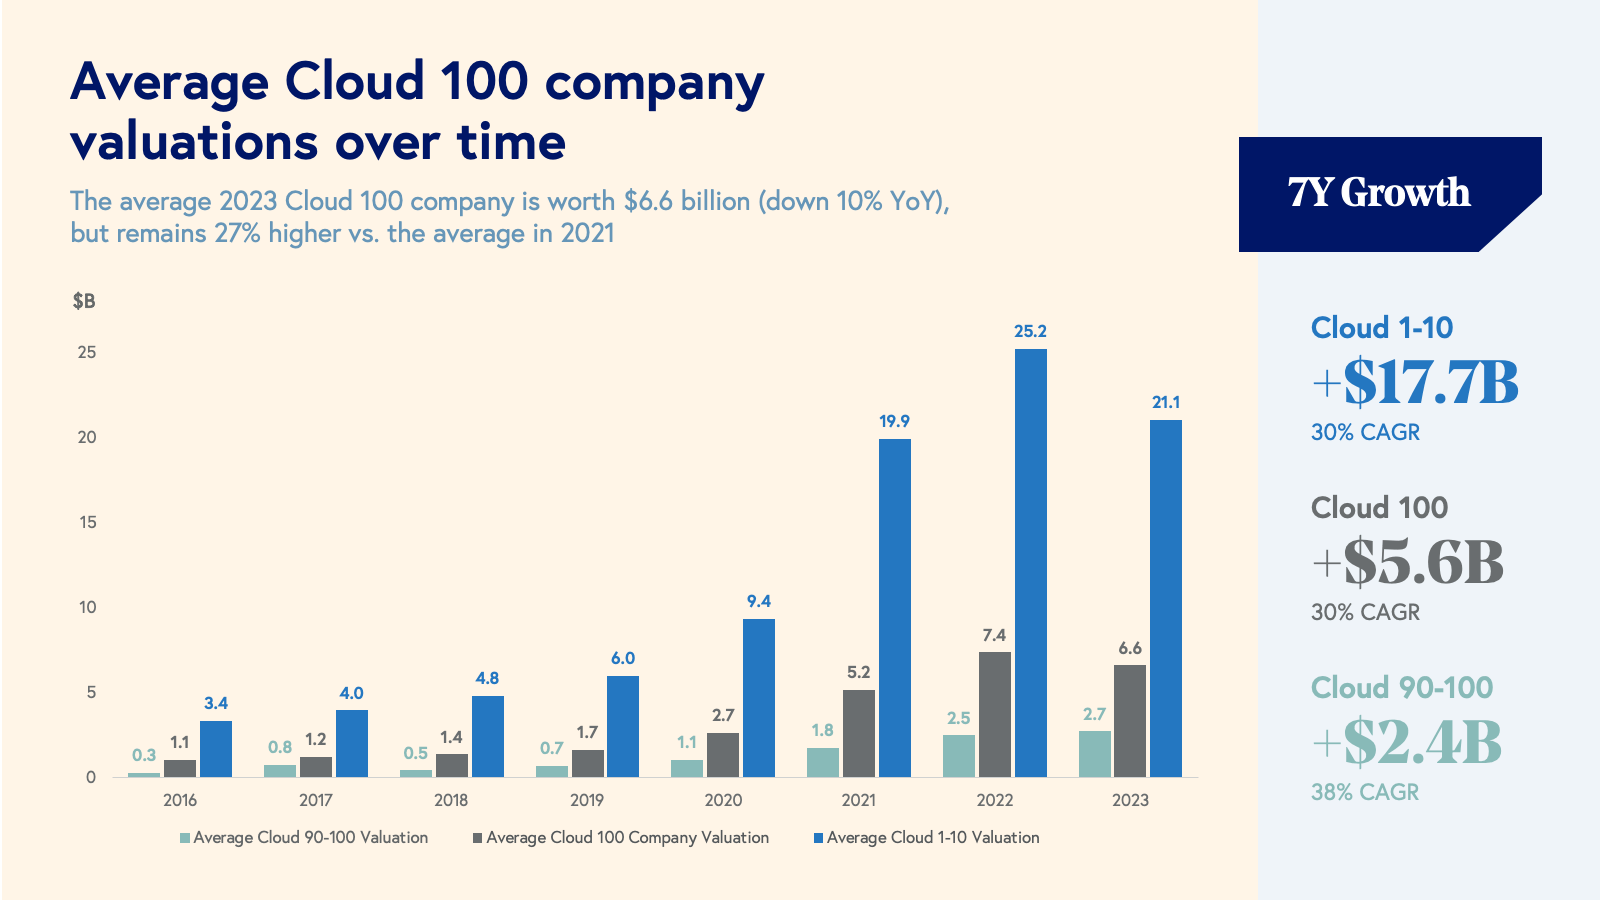 Average Cloud 100 company
valuations over time
The average 2023 Cloud 100 company is worth $6.6 billion (down 10% YoY),
but remains 27% higher vs. the average in 2021
$B
25
20
15
10
5
0
0.3
1.1
3.4
0.8
1.2
4.0
0.5
1.4
4.8
0.7
1.7
6.0
1.1
2.7
9.4
1.8
5.2
19.9
2.5
7.4
25.2
2.7
6.6
21.1
2016 2017 2018 2019 2020 2021 2022 2023
Average Cloud 90-100 Valuation Average Cloud 100 Company Valuation Average Cloud 1-10 Valuation
7Y Growth
Cloud 1-10
+$17.7B
30% CAGR
Cloud 100
+$5.6B
30% CAGR
Cloud 90-100
+$2.4B
38% CAGR